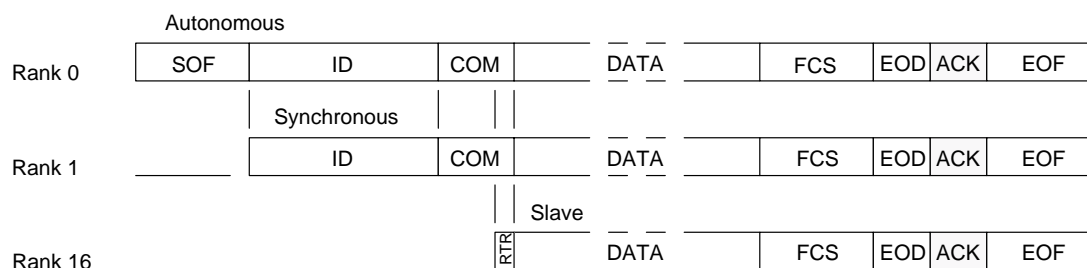 Autonomous
Rank 0 SOF ID COM DATA FCS EOD ACK EOF
Synchronous
Rank 1 ID COM DATA FCS EOD ACK EOF
Slave
Rank 16 RTR DATA FCS EOD ACK EOF